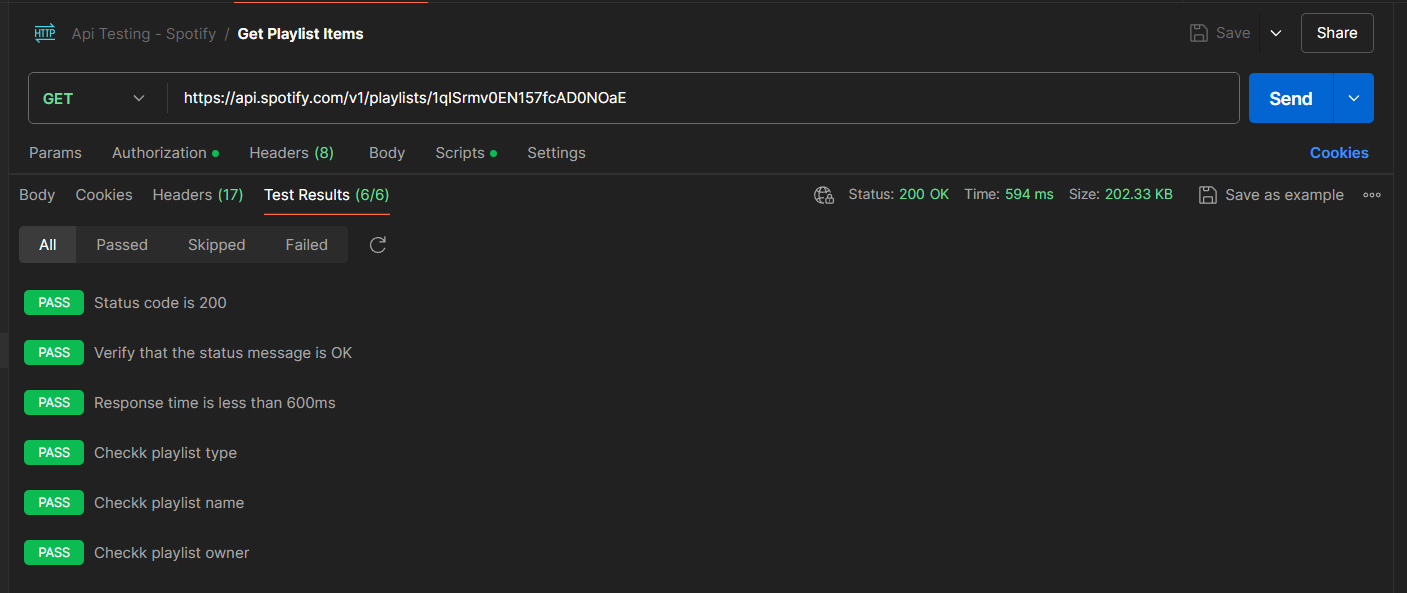 HTTP Api Testing - Spotify / Get Playlist Items Save Share
GET https://api.spotify.com/v1/playlists/1qISrmv0EN157fcAD0NOaE Send
Params Authorization Headers (8) Body Scripts Settings Cookies
Body Cookies Headers (17) Test Results (6/6) Status: 200 OK Time: 594 ms Size: 202.33 KB Save as example
All Passed Skipped Failed
PASS Status code is 200
PASS Verify that the status message is OK
PASS Response time is less than 600ms
PASS Checkk playlist type
PASS Checkk playlist name
PASS Checkk playlist owner